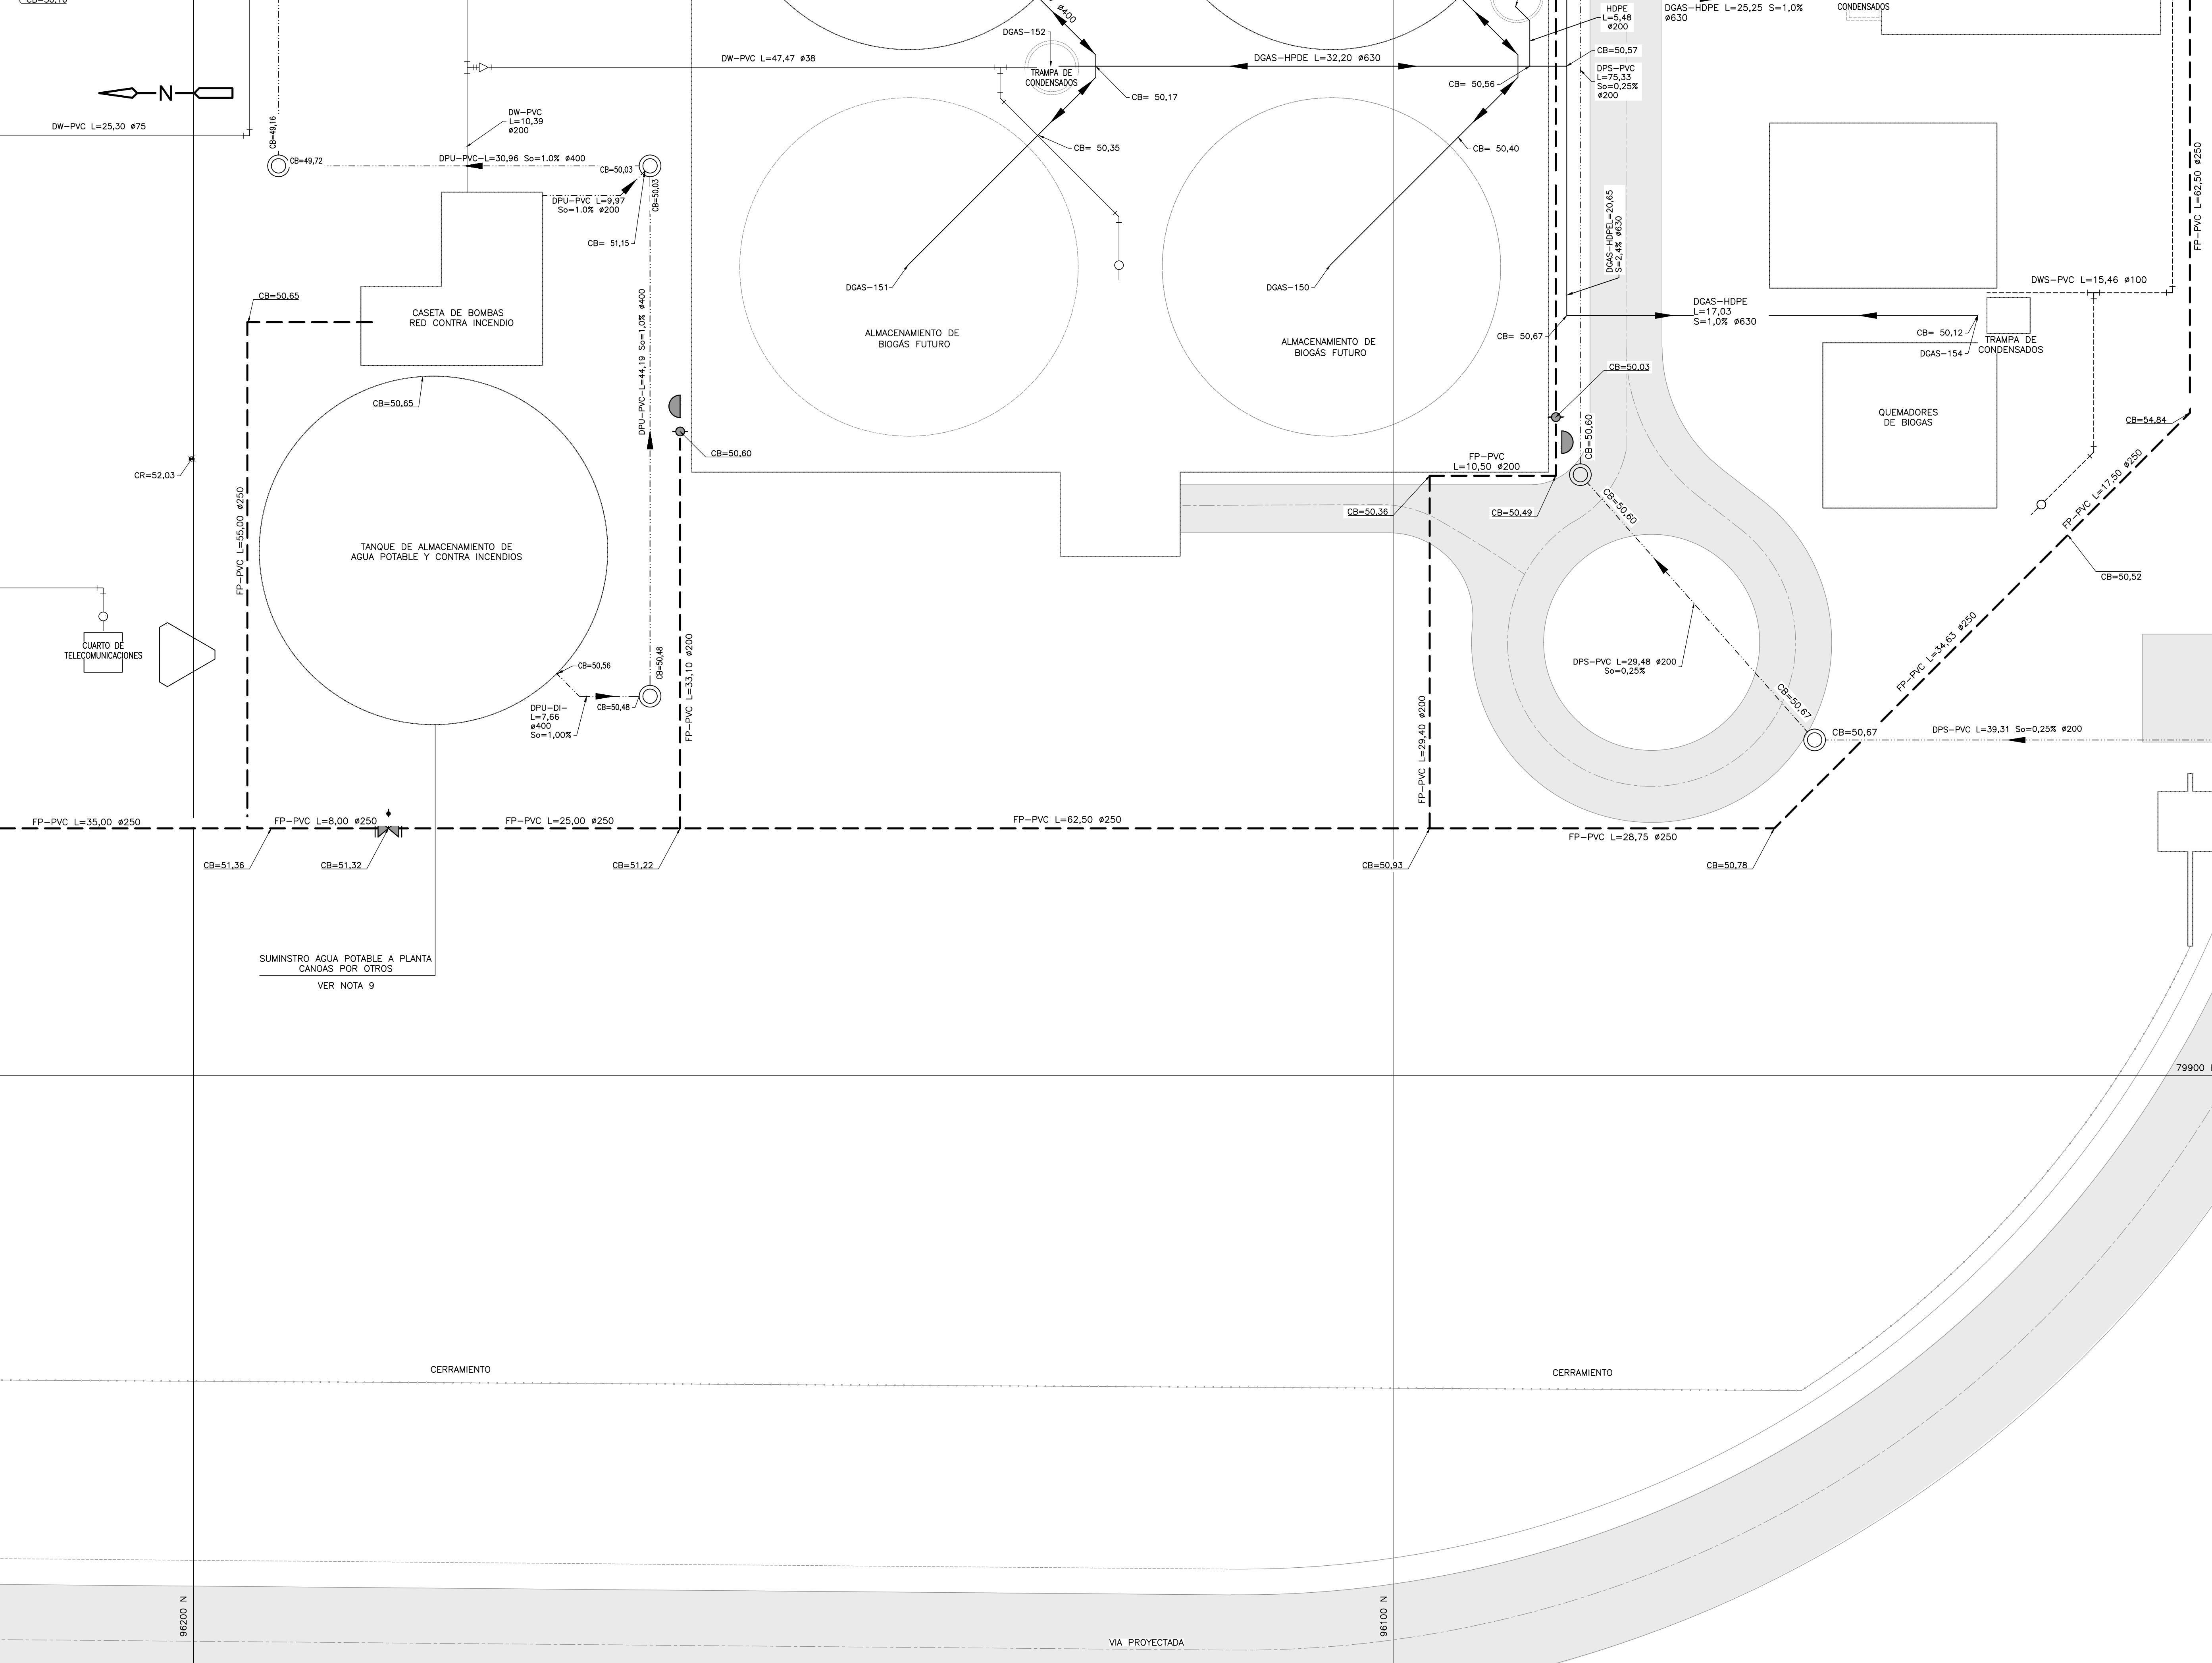 ø400
DGAS-152
TRAMPA DE
CONDENSADOS
HDPE
L=5,48
ø200
DGAS-HDPE L=25,25 S=1,0%
ø630
CONDENSADOS
DW-PVC L=47,47 ø38
DGAS-HPDE L=32,20 ø630
CB=50,57
DPS-PVC
L=75,33
So=0,25%
ø200
CB= 50,56
CB= 50,17
N
DW-PVC L=25,30 ø75
CB=49,16
DW-PVC
L=10,39
ø200
CB=49,72
DPU-PVC-L=30,96 So=1.0% ø400
CB=50,03
CB=50,03
DPU-PVC L=9,97
So=1.0% ø200
CB= 51,15
CB= 50,35
CB= 50,40
FP-PVC L=62,50 ø250
DGAS-HDPEL=20,65
S=2,4% ø630
DGAS-151
DGAS-150
DWS-PVC L=15,46 ø100
CB=50,65
CASETA DE BOMBAS
RED CONTRA INCENDIO
DPU-PVC-L=44,19 So=1,0% ø400
ALMACENAMIENTO DE
BIOGÁS FUTURO
ALMACENAMIENTO DE
BIOGÁS FUTURO
CB= 50,67
DGAS-HDPE
L=17,03
S=1,0% ø630
CB= 50,12
DGAS-154
TRAMPA DE
CONDENSADOS
CB=50,03
CB=50,65
QUEMADORES
DE BIOGAS
CB=54,84
CB=50,60
CB=50,60
FP-PVC
L=10,50 ø200
CR=52,03
FP-PVC L=55,00 ø250
CB=50,36
CB=50,49
CB=50,60
FP-PVC L=17,50 ø250
TANQUE DE ALMACENAMIENTO DE
AGUA POTABLE Y CONTRA INCENDIOS
CB=50,52
CUARTO DE
TELECOMUNICACIONES
CB=50,56
CB=50,48
FP-PVC L=33,10 ø200
DPS-PVC L=29,48 ø200
So=0,25%
FP-PVC L=34,63 ø250
DPU-DI-
L=7,66
ø400
So=1,00%
CB=50,48
CB=50,67
CB=50,67
DPS-PVC L=39,31 So=0,25% ø200
FP-PVC L=29,40 ø200
FP-PVC L=35,00 ø250
FP-PVC L=8,00 ø250
FP-PVC L=25,00 ø250
FP-PVC L=62,50 ø250
FP-PVC L=28,75 ø250
CB=51,36
CB=51,32
CB=51,22
CB=50,93
CB=50,78
SUMINSTRO AGUA POTABLE A PLANTA
CANOAS POR OTROS
VER NOTA 9
79900
CERRAMIENTO
CERRAMIENTO
96200 N
96100 N
VIA PROYECTADA